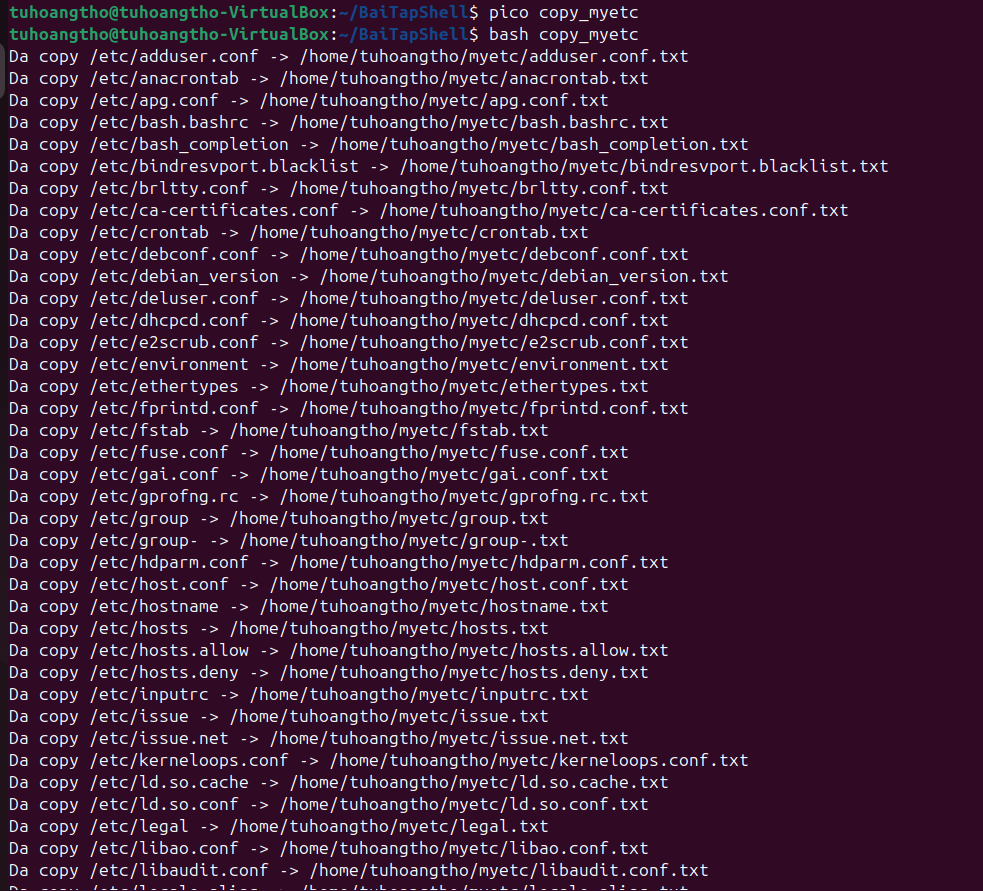 tuhoangtho@tuhoangtho-VirtualBox:~/BaiTapShell$ pico copy_myetc
tuhoangtho@tuhoangtho-VirtualBox:~/BaiTapShell$ bash copy_myetc
Da copy /etc/adduser.conf -> /home/tuhoangtho/myetc/adduser.conf.txt
Da copy /etc/anacrontab -> /home/tuhoangtho/myetc/anacrontab.txt
Da copy /etc/apg.conf -> /home/tuhoangtho/myetc/apg.conf.txt
Da copy /etc/bash.bashrc -> /home/tuhoangtho/myetc/bash.bashrc.txt
Da copy /etc/bash_completion -> /home/tuhoangtho/myetc/bash_completion.txt
Da copy /etc/bindresvport.blacklist -> /home/tuhoangtho/myetc/bindresvport.blacklist.txt
Da copy /etc/brltty.conf -> /home/tuhoangtho/myetc/brltty.conf.txt
Da copy /etc/ca-certificates.conf -> /home/tuhoangtho/myetc/ca-certificates.conf.txt
Da copy /etc/crontab -> /home/tuhoangtho/myetc/crontab.txt
Da copy /etc/debconf.conf -> /home/tuhoangtho/myetc/debconf.conf.txt
Da copy /etc/debian_version -> /home/tuhoangtho/myetc/debian_version.txt
Da copy /etc/deluser.conf -> /home/tuhoangtho/myetc/deluser.conf.txt
Da copy /etc/dhcpcd.conf -> /home/tuhoangtho/myetc/dhcpcd.conf.txt
Da copy /etc/e2scrub.conf -> /home/tuhoangtho/myetc/e2scrub.conf.txt
Da copy /etc/environment -> /home/tuhoangtho/myetc/environment.txt
Da copy /etc/ethertypes -> /home/tuhoangtho/myetc/ethertypes.txt
Da copy /etc/fprintd.conf -> /home/tuhoangtho/myetc/fprintd.conf.txt
Da copy /etc/fstab -> /home/tuhoangtho/myetc/fstab.txt
Da copy /etc/fuse.conf -> /home/tuhoangtho/myetc/fuse.conf.txt
Da copy /etc/gai.conf -> /home/tuhoangtho/myetc/gai.conf.txt
Da copy /etc/gprofng.rc -> /home/tuhoangtho/myetc/gprofng.rc.txt
Da copy /etc/group -> /home/tuhoangtho/myetc/group.txt
Da copy /etc/group- -> /home/tuhoangtho/myetc/group-.txt
Da copy /etc/hdparm.conf -> /home/tuhoangtho/myetc/hdparm.conf.txt
Da copy /etc/host.conf -> /home/tuhoangtho/myetc/host.conf.txt
Da copy /etc/hostname -> /home/tuhoangtho/myetc/hostname.txt
Da copy /etc/hosts -> /home/tuhoangtho/myetc/hosts.txt
Da copy /etc/hosts.allow -> /home/tuhoangtho/myetc/hosts.allow.txt
Da copy /etc/hosts.deny -> /home/tuhoangtho/myetc/hosts.deny.txt
Da copy /etc/inputrc -> /home/tuhoangtho/myetc/inputrc.txt
Da copy /etc/issue -> /home/tuhoangtho/myetc/issue.txt
Da copy /etc/issue.net -> /home/tuhoangtho/myetc/issue.net.txt
Da copy /etc/kerneloops.conf -> /home/tuhoangtho/myetc/kerneloops.conf.txt
Da copy /etc/ld.so.cache -> /home/tuhoangtho/myetc/ld.so.cache.txt
Da copy /etc/ld.so.conf -> /home/tuhoangtho/myetc/ld.so.conf.txt
Da copy /etc/legal -> /home/tuhoangtho/myetc/legal.txt
Da copy /etc/libao.conf -> /home/tuhoangtho/myetc/libao.conf.txt
Da copy /etc/libaudit.conf -> /home/tuhoangtho/myetc/libaudit.conf.txt